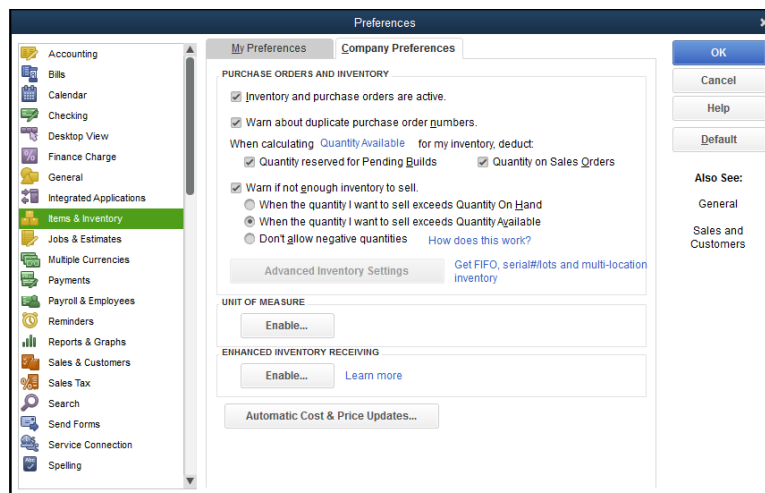 Preferences
Accounting
Bills
Calendar
Checking
Desktop View
Finance Charge
General
Integrated Applications
Items & Inventory
Jobs & Estimates
Multiple Currencies
Payments
Payroll & Employees
Reminders
Reports & Graphs
Sales & Customers
Sales Tax
Search
Send Forms
Service Connection
Spelling
My Preferences
Company Preferences
PURCHASE ORDERS AND INVENTORY
Inventory and purchase orders are active.
Warn about duplicate purchase order numbers.
When calculating Quantity Available for my inventory, deduct:
Quantity reserved for Pending Builds
Quantity on Sales Orders
Warn if not enough inventory to sell.
When the quantity I want to sell exceeds Quantity On Hand
When the quantity I want to sell exceeds Quantity Available
Don't allow negative quantities
How does this work?
Advanced Inventory Settings
Get FIFO, serial#/lots and multi-location
inventory
UNIT OF MEASURE
Enable...
ENHANCED INVENTORY RECEIVING
Enable...
Learn more
Automatic Cost & Price Updates...
OK
Cancel
Help
Default
Also See:
General
Sales and
Customers